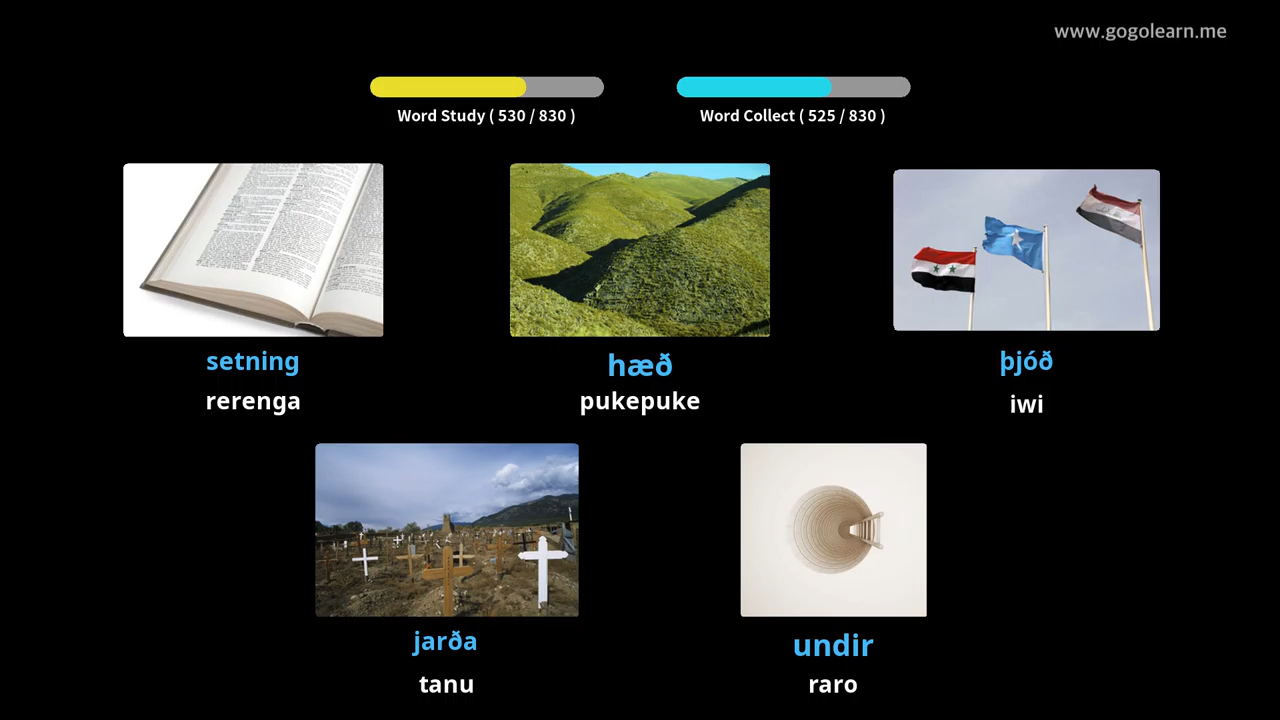 www.gogolearn.me
Word Study ( 530 / 830 )
Word Collect ( 525 / 830 )
setning
rerenga
hæð
pukepuke
þjóð
iwi
jarða
tanu
undir
raro